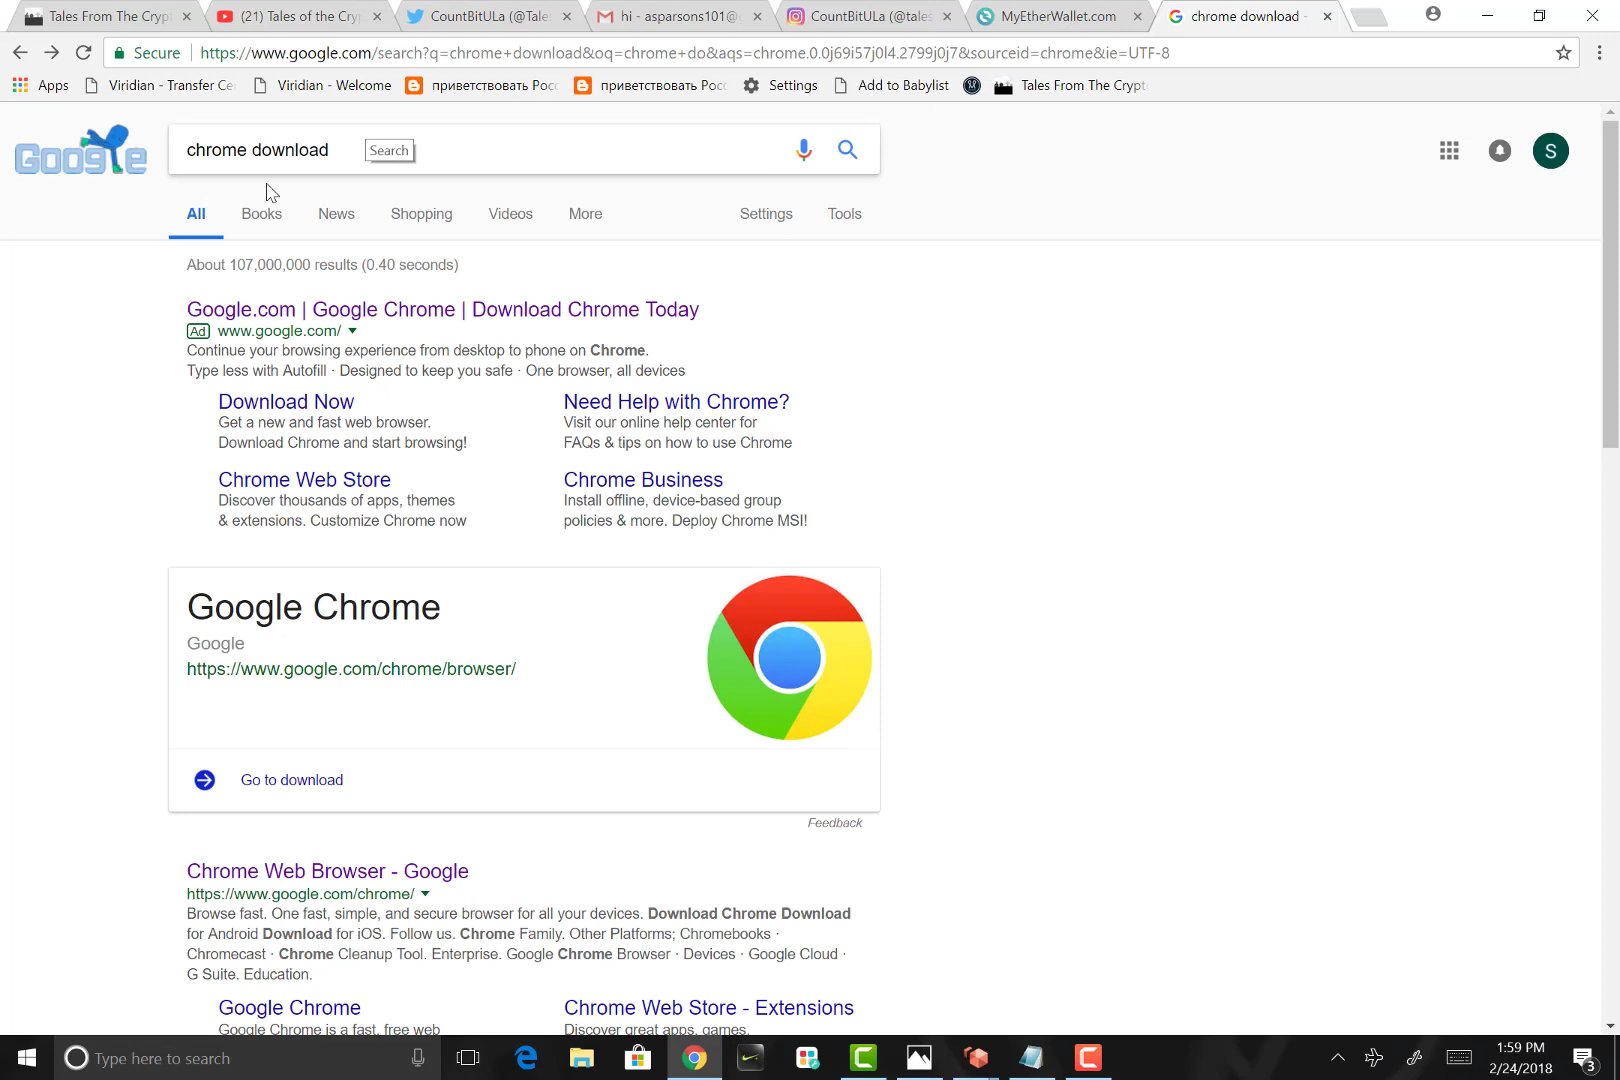 Tales From The Crypt
(21) Tales of the Cry
CountBitULa (@Tale
hi - asparsons101@
CountBitULa (@tales
MyEtherWallet.com
chrome download -
Secure
https://www.google.com/search?q=chrome+download&oq=chrome+do&aqs=chrome.0.0j69i57j0l4.2799j0j7&sourceid=chrome&ie=UTF-8
Apps
Viridian - Transfer Ce
Viridian - Welcome
приветствовать Рос
приветствовать Рос
Settings
Add to Babylist
Tales From The Crypt
Google
chrome download
Search
S
All
Books
News
Shopping
Videos
More
Settings
Tools
About 107,000,000 results (0.40 seconds)
Google.com | Google Chrome | Download Chrome Today
Ad www.google.com/
Continue your browsing experience from desktop to phone on Chrome.
Type less with Autofill · Designed to keep you safe · One browser, all devices
Download Now
Get a new and fast web browser.
Download Chrome and start browsing!
Need Help with Chrome?
Visit our online help center for
FAQs & tips on how to use Chrome
Chrome Web Store
Discover thousands of apps, themes
& extensions. Customize Chrome now
Chrome Business
Install offline, device-based group
policies & more. Deploy Chrome MSI!
Google Chrome
Google
https://www.google.com/chrome/browser/
Go to download
Feedback
Chrome Web Browser - Google
https://www.google.com/chrome/
Browse fast. One fast, simple, and secure browser for all your devices. Download Chrome Download
for Android Download for iOS. Follow us. Chrome Family. Other Platforms; Chromebooks ·
Chromecast · Chrome Cleanup Tool. Enterprise. Google Chrome Browser · Devices · Google Cloud ·
G Suite. Education.
Google Chrome
Google Chrome is a fast, free web
Chrome Web Store - Extensions
Discover great apps, games,
Type here to search
1:59 PM
2/24/2018
3